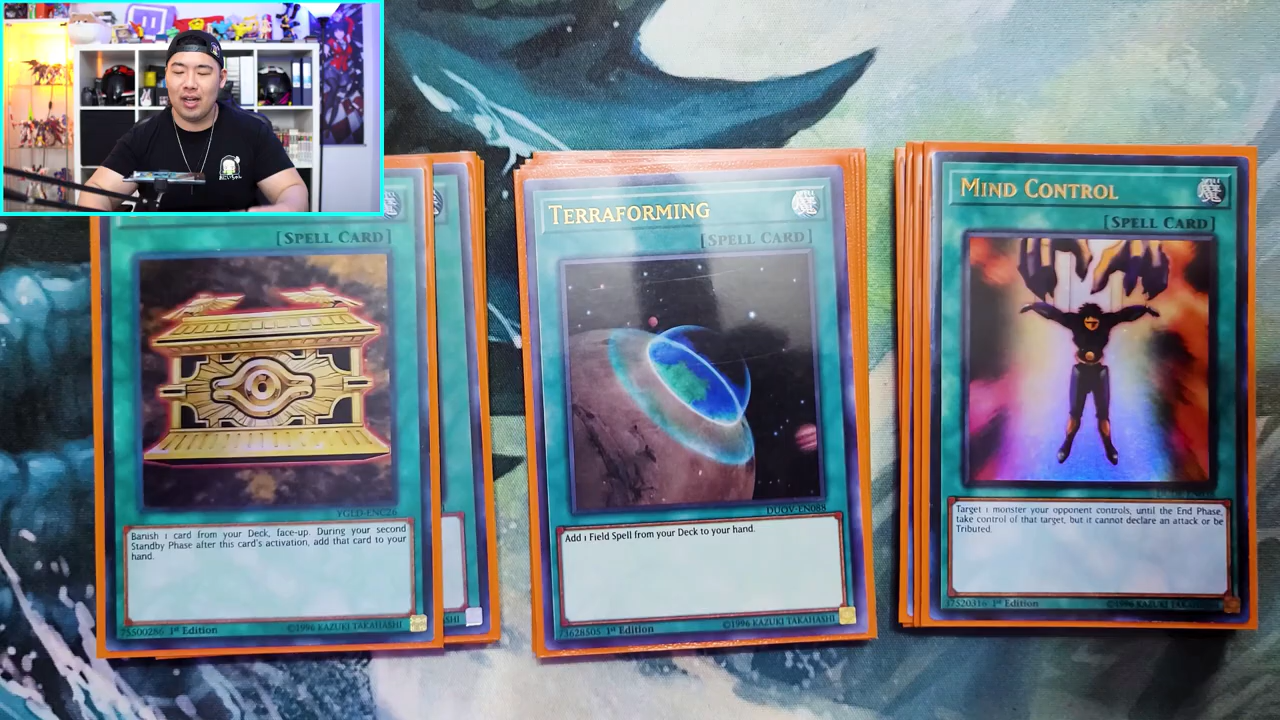 [SPELL CARD]
YGLD-ENC26
Banish 1 card from your Deck, face-up. During your second
Standby Phase after this card's activation, add that card to your
hand.
75500286 1st Edition
©1996 KAZUKI TAKAHASHI
TERRAFORMING
[SPELL CARD]
DUOV-EN088
Add 1 Field Spell from your Deck to your hand.
73628505 1st Edition
©1996 KAZUKI TAKAHASHI
MIND CONTROL
[SPELL CARD]
Target 1 monster your opponent controls, until the End Phase,
take control of that target, but it cannot declare an attack or be
Tributed.
37520316 1st Edition
©1996 KAZUKI TAKAHASHI